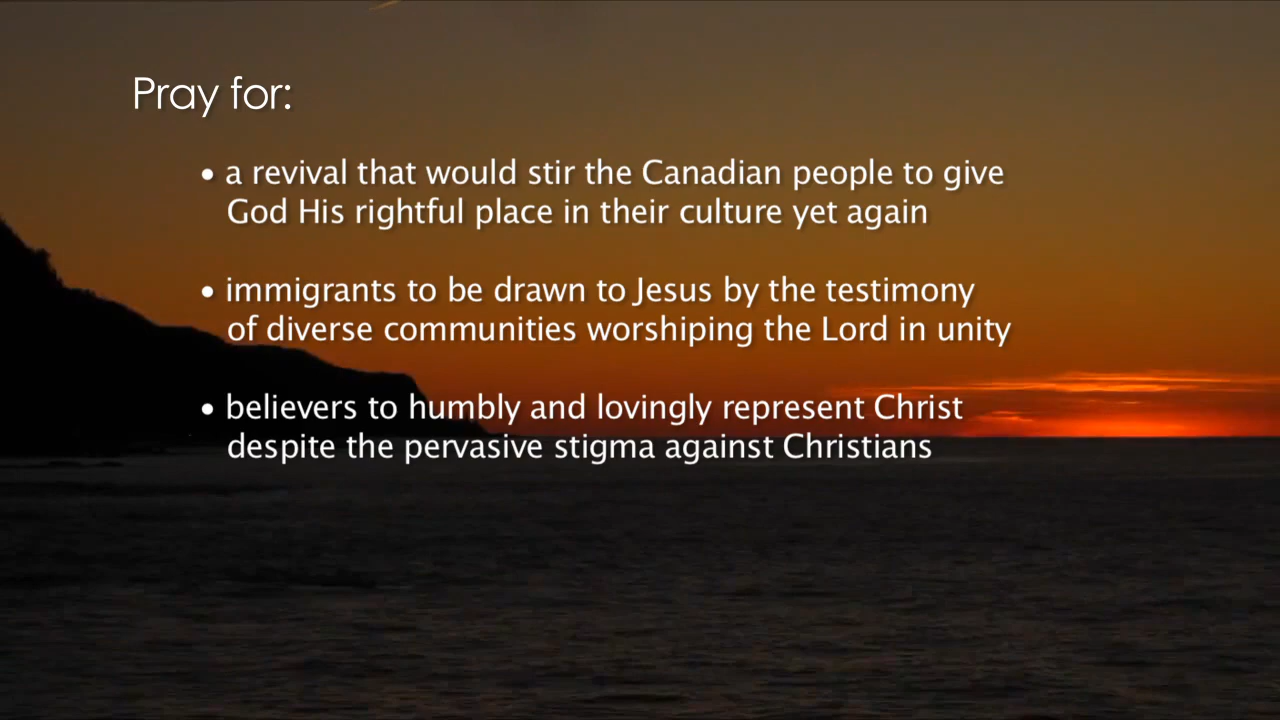 Pray for:
• a revival that would stir the Canadian people to give
God His rightful place in their culture yet again
• immigrants to be drawn to Jesus by the testimony
of diverse communities worshiping the Lord in unity
• believers to humbly and lovingly represent Christ
despite the pervasive stigma against Christians